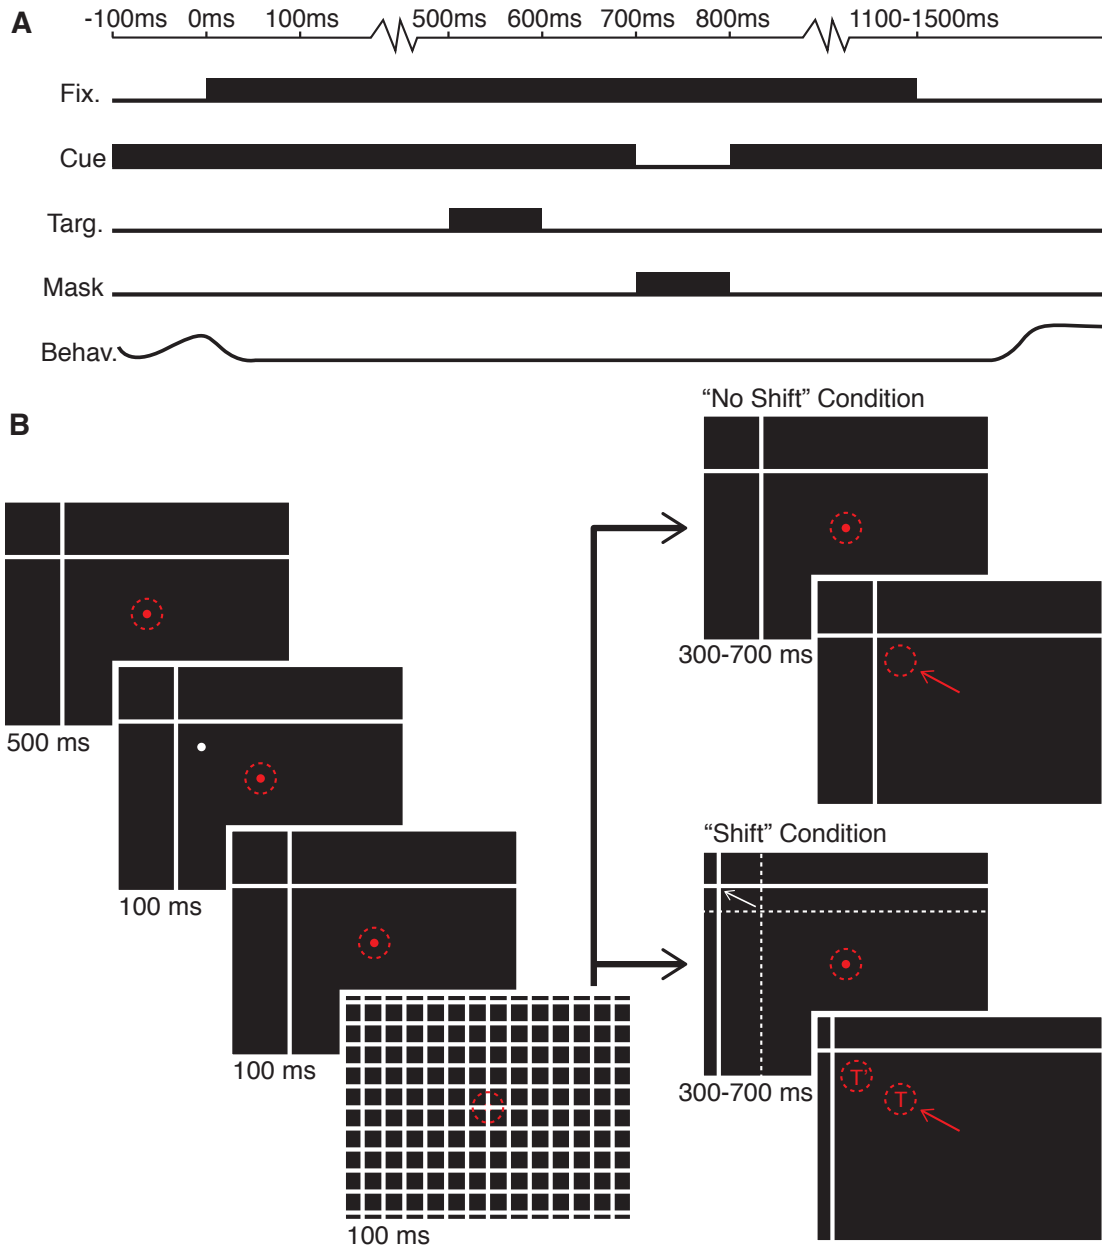 A
-100ms 0ms 100ms 500ms 600ms 700ms 800ms 1100-1500ms
Fix.
Cue
Targ.
Mask
Behav.
B
“No Shift” Condition
500 ms
300-700 ms
100 ms
“Shift” Condition
100 ms
300-700 ms
T'
T
100 ms